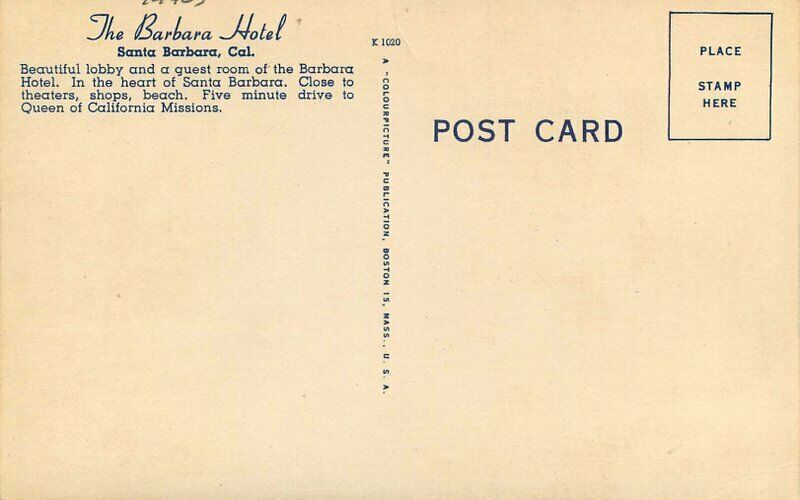 The Barbara Hotel
Santa Barbara, Cal.
Beautiful lobby and a guest room of the Barbara
Hotel. In the heart of Santa Barbara. Close to
theaters, shops, beach. Five minute drive to
Queen of California Missions.
K 1020
A "COLOURPICTURE" PUBLICATION, BOSTON 15, MASS., U. S. A.
POST CARD
PLACE
STAMP
HERE